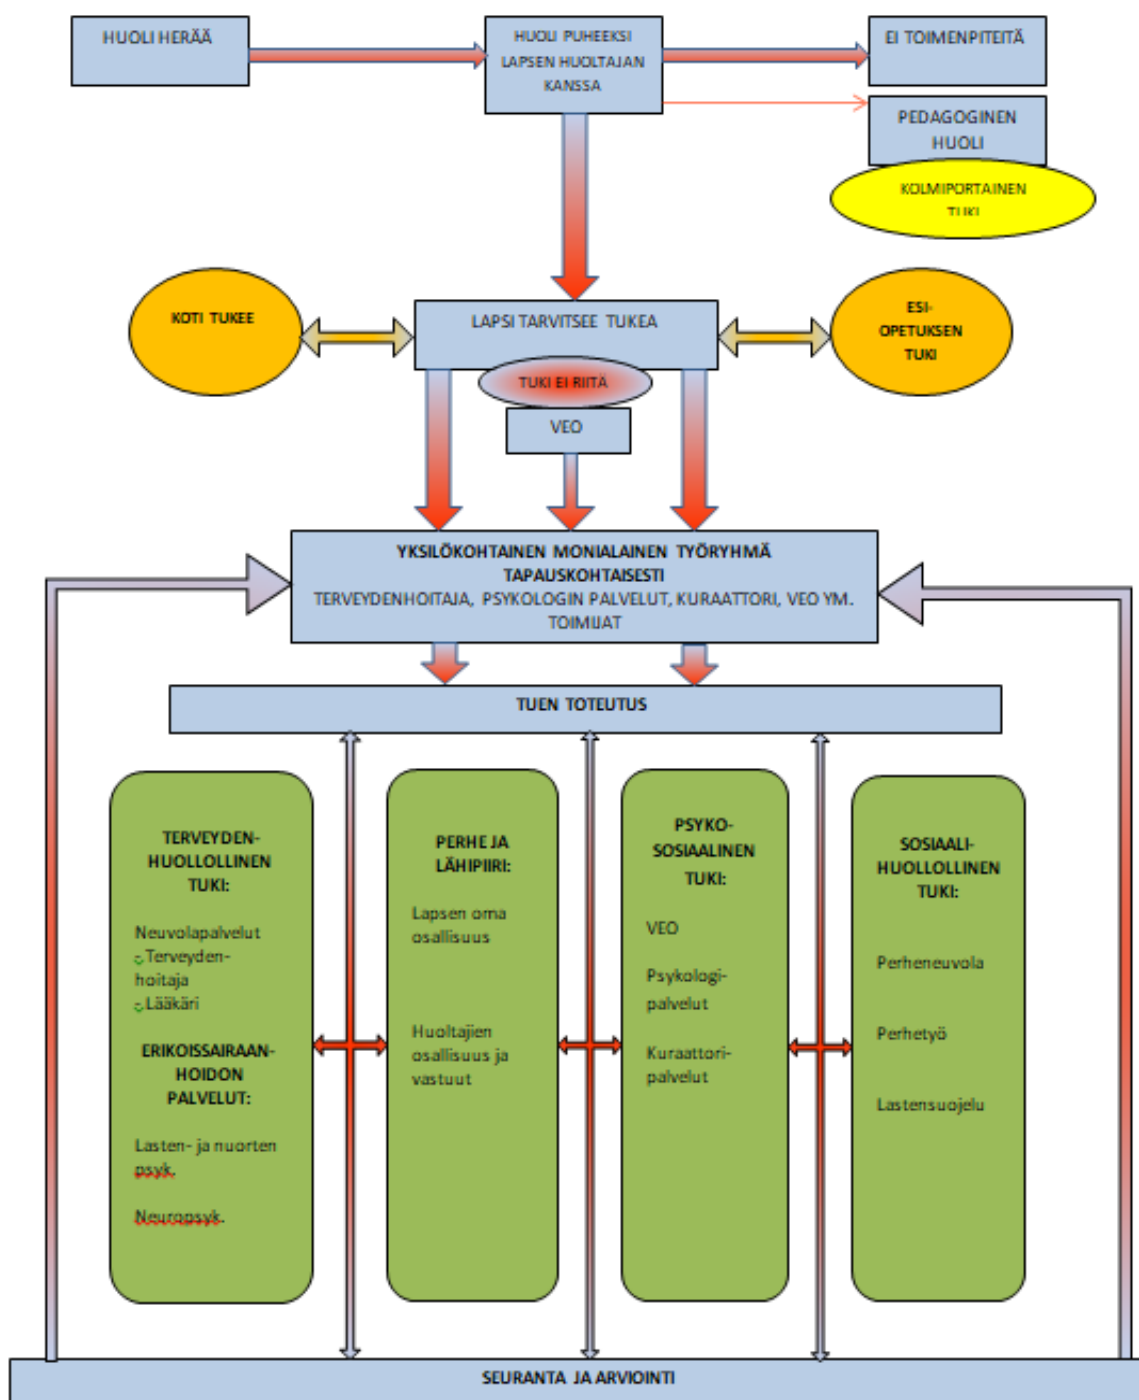 HUOLI HERÄÄ
HUOLI PUHEEKSI
LAPSEN HUOLTAJAN
KANSSA
EI TOIMENPITEITÄ
PEDAGOGINEN
HUOLI
KOLMIPORTAINEN
TUKI
KOTI TUKEE
LAPSI TARVITSEE TUKEA
ESI-
OPETUKSEN
TUKI
TUKI EI RIITÄ
VEO
YKSILÖKOHTAINEN MONIALAINEN TYÖRYHMÄ
TAPAUSKOHTAISESTI
TERVEYDENHOITAJA, PSYKOLOGIN PALVELUT, KURAATTORI, VEO YM.
TOIMIJAT
TUEN TOTEUTUS
TERVEYDEN-
HUOLLOLLINEN
TUKI:
Neuvolapalvelut
-Terveyden-
hoitaja
-Lääkäri
ERIKOISSAIRAAN-
HOIDON
PALVELUT:
Lasten- ja nuorten
psyk.
Neuropsyk.
PERHE JA
LÄHIPIIRI:
Lapsen oma
osallisuus
Huoltajien
osallisuus ja
vastuut
PSYKO-
SOSIAALINEN
TUKI:
VEO
Psykologi-
palvelut
Kuraattori-
palvelut
SOSIAALI-
HUOLLOLLINEN
TUKI:
Perheneuvola
Perhetyö
Lastensuojelu
SEURANTA JA ARVIOINTI